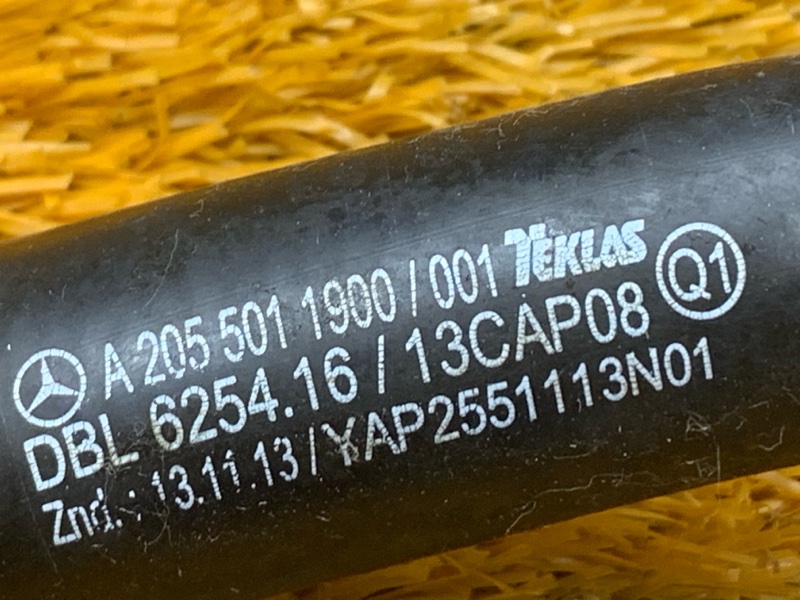 A 205 501 1900 / 001 TEKLAS Q1
DBL 6254.16 / 13CAP08
Znd. : 13.11.13 / YAP2551113N01